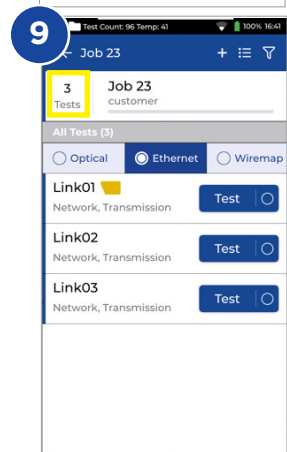 9
Test Count: 96 Temp: 41 100% 16:41
← Job 23 +
3 Tests
Job 23
customer
All Tests (3)
Optical Ethernet Wiremap
Link01
Network, Transmission
Test
Link02
Network, Transmission
Test
Link03
Network, Transmission
Test